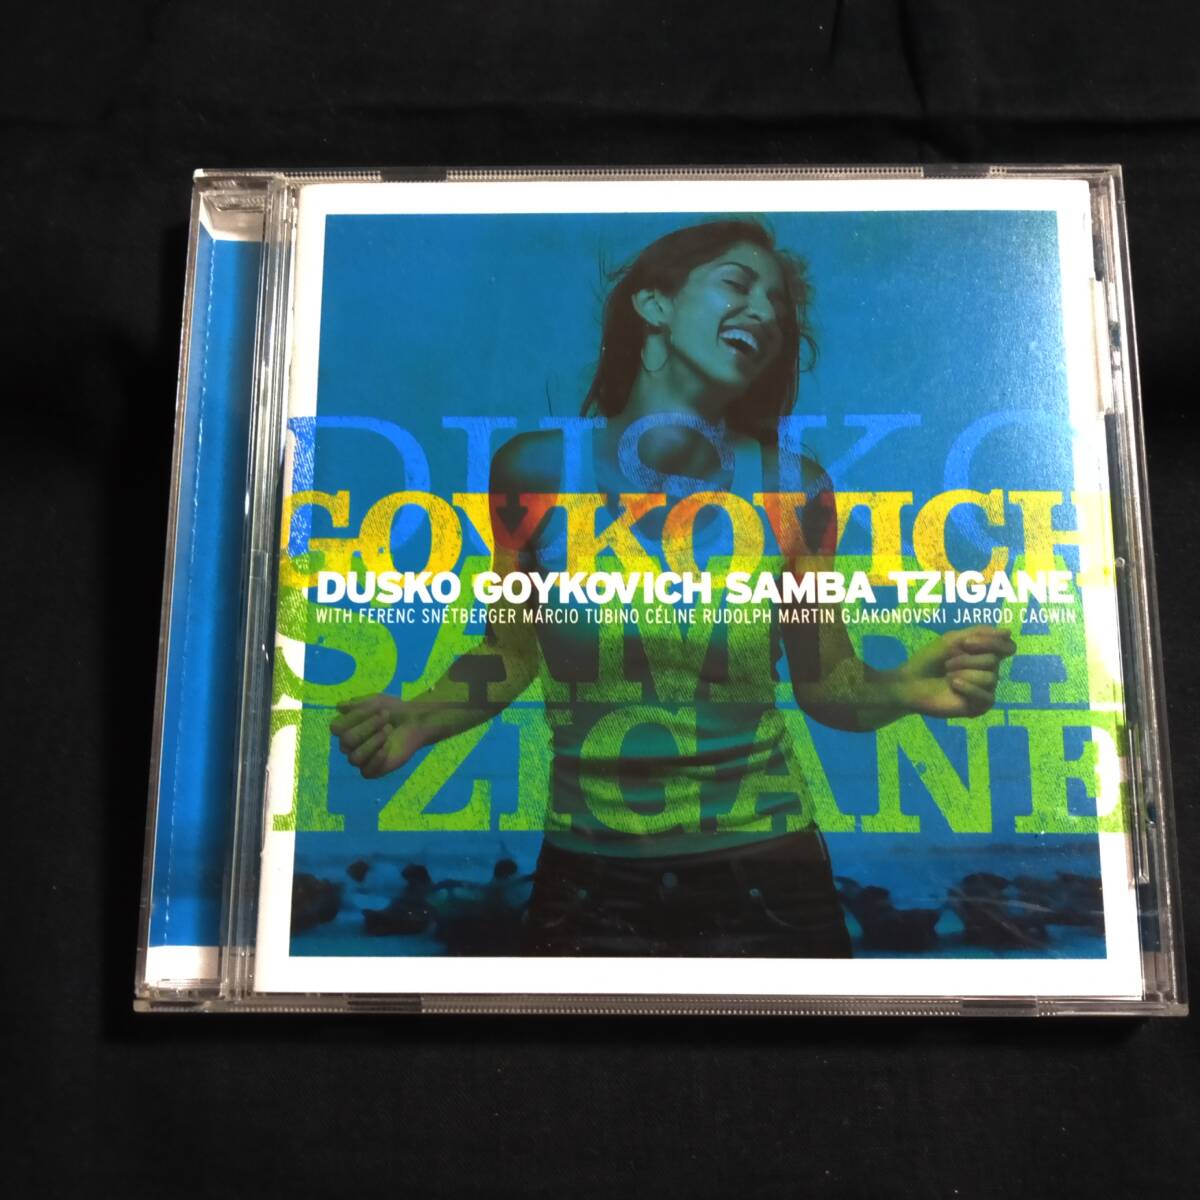 DUSKO
GOYKOVICH
DUSKO GOYKOVICH SAMBA TZIGANE
WITH FERENC SNÉTBERGER MÁRCIO TUBINO CÉLINE RUDOLPH MARTIN GJAKONOVSKI JARROD CAGWIN
SAMBA
TZIGANE